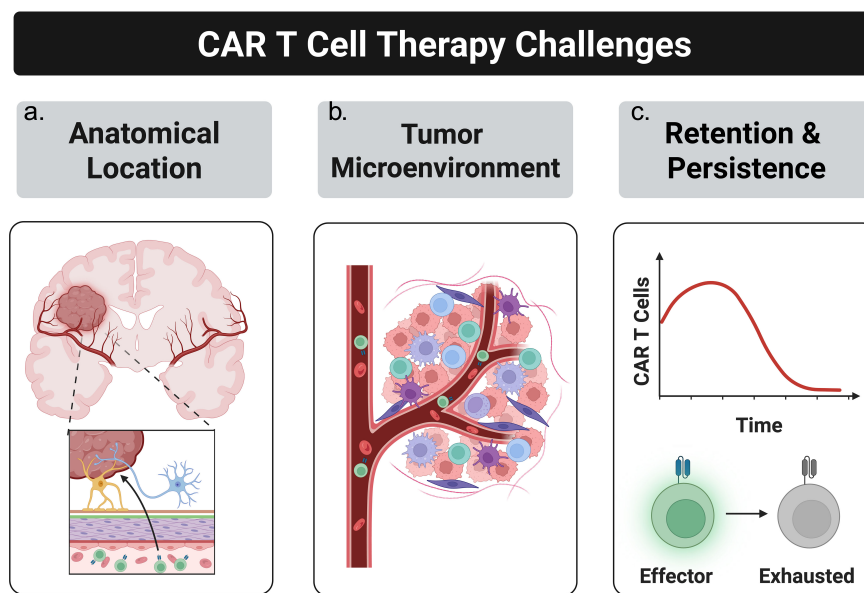 CAR T Cell Therapy Challenges
a.
Anatomical
Location
b.
Tumor
Microenvironment
c.
Retention &
Persistence
CAR T Cells
Time
Effector
Exhausted